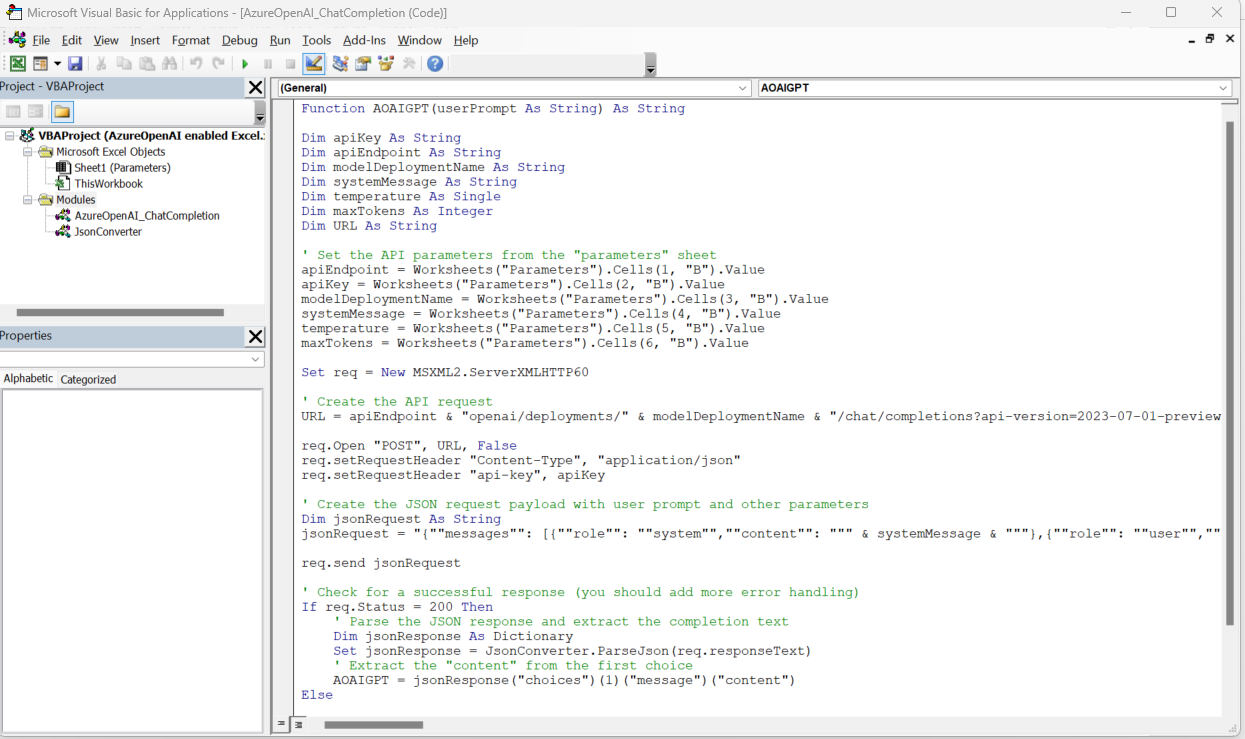 Microsoft Visual Basic for Applications - [AzureOpenAI_ChatCompletion (Code)]
File Edit View Insert Format Debug Run Tools Add-Ins Window Help
Project - VBAProject
(General)
AOAIGPT
VBAProject (AzureOpenAI enabled Excel.
Microsoft Excel Objects
Sheet1 (Parameters)
ThisWorkbook
Modules
AzureOpenAI_ChatCompletion
JsonConverter
Properties
Alphabetic Categorized
Function AOAIGPT(userPrompt As String) As String
Dim apiKey As String
Dim apiEndpoint As String
Dim modelDeploymentName As String
Dim systemMessage As String
Dim temperature As Single
Dim maxTokens As Integer
Dim URL As String
' Set the API parameters from the "parameters" sheet
apiEndpoint = Worksheets("Parameters").Cells(1, "B").Value
apiKey = Worksheets("Parameters").Cells(2, "B").Value
modelDeploymentName = Worksheets("Parameters").Cells(3, "B").Value
systemMessage = Worksheets("Parameters").Cells(4, "B").Value
temperature = Worksheets("Parameters").Cells(5, "B").Value
maxTokens = Worksheets("Parameters").Cells(6, "B").Value
Set req = New MSXML2.ServerXMLHTTP60
' Create the API request
URL = apiEndpoint & "openai/deployments/" & modelDeploymentName & "/chat/completions?api-version=2023-07-01-preview
req.Open "POST", URL, False
req.setRequestHeader "Content-Type", "application/json"
req.setRequestHeader "api-key", apiKey
' Create the JSON request payload with user prompt and other parameters
Dim jsonRequest As String
jsonRequest = "{""messages"": [{""role"": ""system"",""content"": """ & systemMessage & """},{""role"": ""user"",""
req.send jsonRequest
' Check for a successful response (you should add more error handling)
If req.Status = 200 Then
' Parse the JSON response and extract the completion text
Dim jsonResponse As Dictionary
Set jsonResponse = JsonConverter.ParseJson(req.responseText)
' Extract the "content" from the first choice
AOAIGPT = jsonResponse("choices")(1)("message")("content")
Else